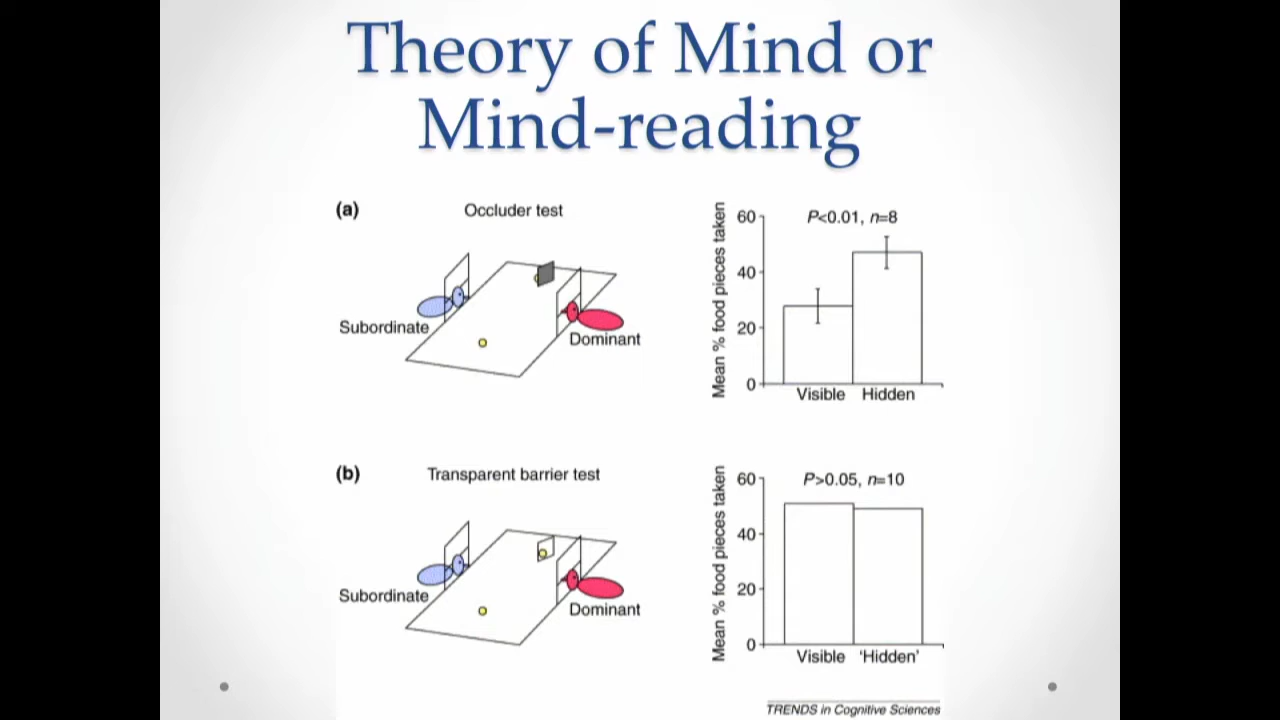 Theory of Mind or
Mind-reading
(a)
Occluder test
Subordinate
Dominant
Mean % food pieces taken
60
40
20
0
P<0.01, n=8
Visible Hidden
(b)
Transparent barrier test
Subordinate
Dominant
Mean % food pieces taken
60
40
20
0
P>0.05, n=10
Visible 'Hidden'
TRENDS in Cognitive Sciences